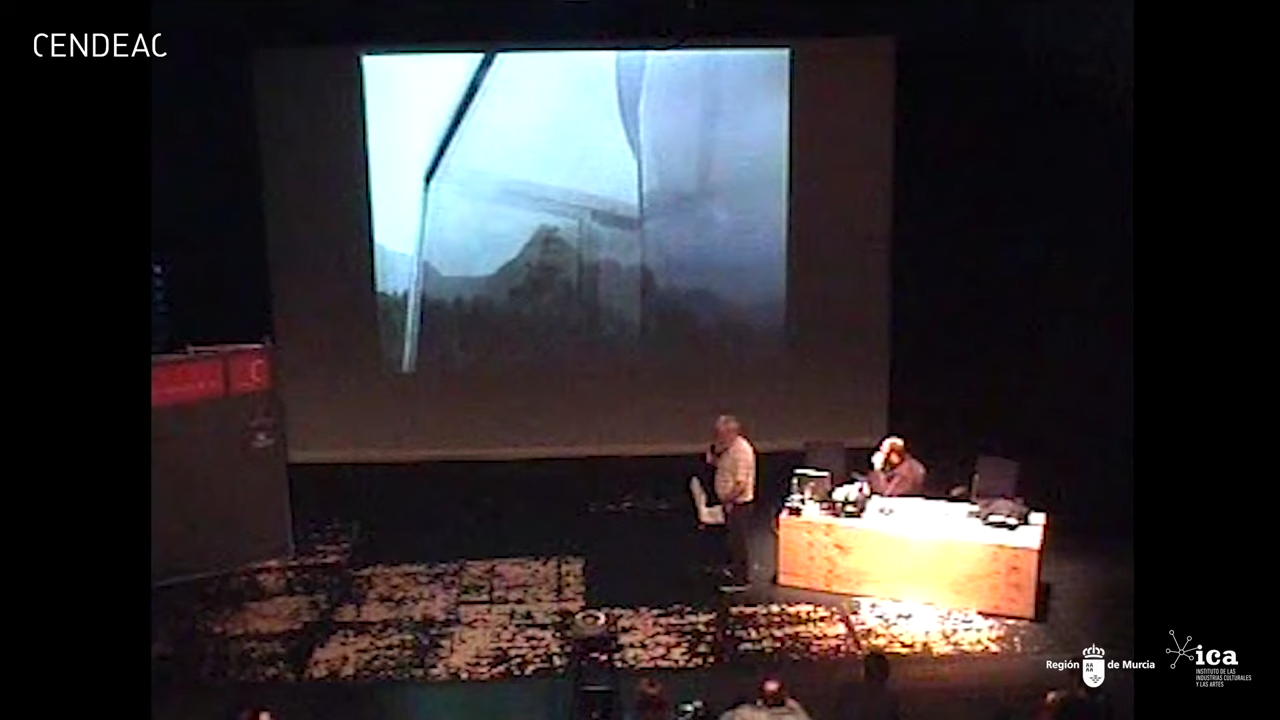 CENDEAC
Región de Murcia
ica
INSTITUTO DE LAS
INDUSTRIAS CULTURALES
Y LAS ARTES